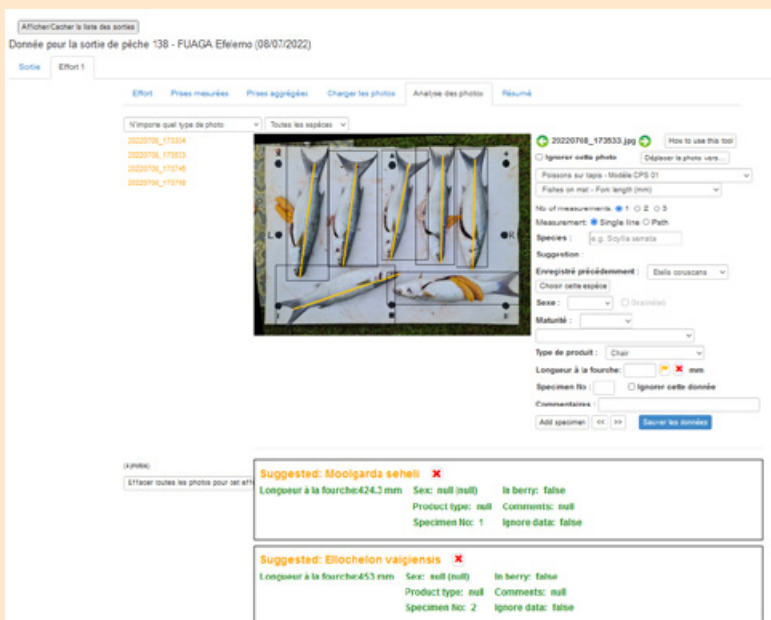 Afficher/Cacher la liste des sorties
Donnée pour la sortie de pêche 138 - FUAGA Efeiemo (08/07/2022)
Sortie Effort 1
Effort Prises mesurées Prises aggrégées Charger les photos Analyse des photos Résumé
N'importe quel type de photo Toutes les espèces
20220708_173533.jpg How to use this tool
Ignorer cette photo Déplacer la photo vers...
20220708_173533
20220708_173746
Poissons sur tapis - Modèle CPS 01
Fishes on mat - Fork length (mm)
No of measurements: 1 2 3
Measurement: Single line Path
Species : e.g. Scylla serrata
Suggestion :
Enregistré précédemment : Etelis coruscans
Choisir cette espèce
Sexe : Grainé(e)
Maturité :
Type de produit : Chair
Longueur à la fourche: mm
Specimen No : Ignorer cette donnée
Commentaires :
Add specimen << >> Sauver les données
(4 photos)
Effacer toutes les photos pour cet
Suggested: Moolgarda seheli
Longueur à la fourche:424.3 mm Sex: null (null) In berry: false
Product type: null Comments: null
Specimen No: 1 Ignore data: false
Suggested: Ellochelon vaigiensis
Longueur à la fourche:453 mm Sex: null (null) In berry: false
Product type: null Comments: null
Specimen No: 2 Ignore data: false